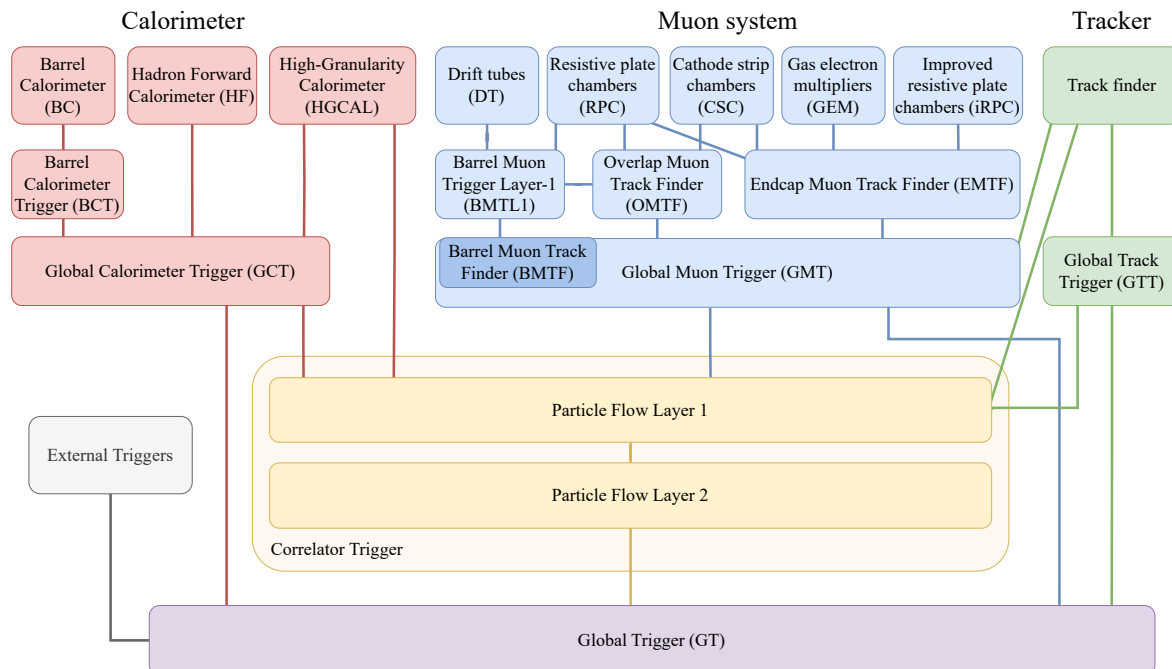 Calorimeter
Muon system
Tracker
Barrel
Calorimeter
(BC)
Hadron Forward
Calorimeter (HF)
High-Granularity
Calorimeter
(HGCAL)
Drift tubes
(DT)
Resistive plate
chambers
(RPC)
Cathode strip
chambers
(CSC)
Gas electron
multipliers
(GEM)
Improved
resistive plate
chambers (iRPC)
Track finder
Barrel
Calorimeter
Trigger (BCT)
Barrel Muon
Trigger Layer-1
(BMTL1)
Overlap Muon
Track Finder
(OMTF)
Endcap Muon Track Finder (EMTF)
Global Calorimeter Trigger (GCT)
Barrel Muon Track
Finder (BMTF)
Global Muon Trigger (GMT)
Global Track
Trigger (GTT)
Particle Flow Layer 1
External Triggers
Particle Flow Layer 2
Correlator Trigger
Global Trigger (GT)